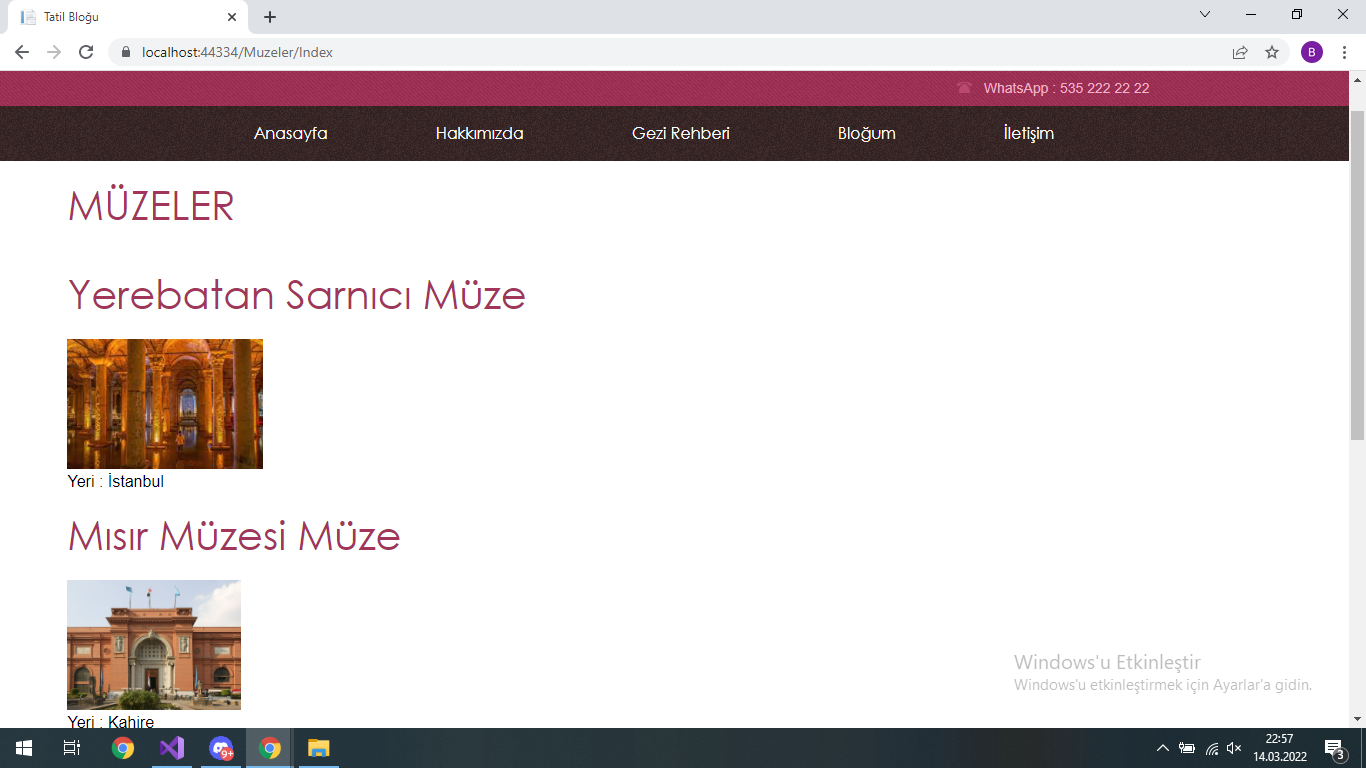 Tatil Bloğu
localhost:44334/Muzeler/Index
B
WhatsApp : 535 222 22 22
Anasayfa Hakkımızda Gezi Rehberi Bloğum İletişim
MÜZELER
Yerebatan Sarnıcı Müze
Yeri : İstanbul
Mısır Müzesi Müze
Yeri : Kahire
Windows'u Etkinleştir
Windows'u etkinleştirmek için Ayarlar'a gidin.
9+
22:57
14.03.2022
3